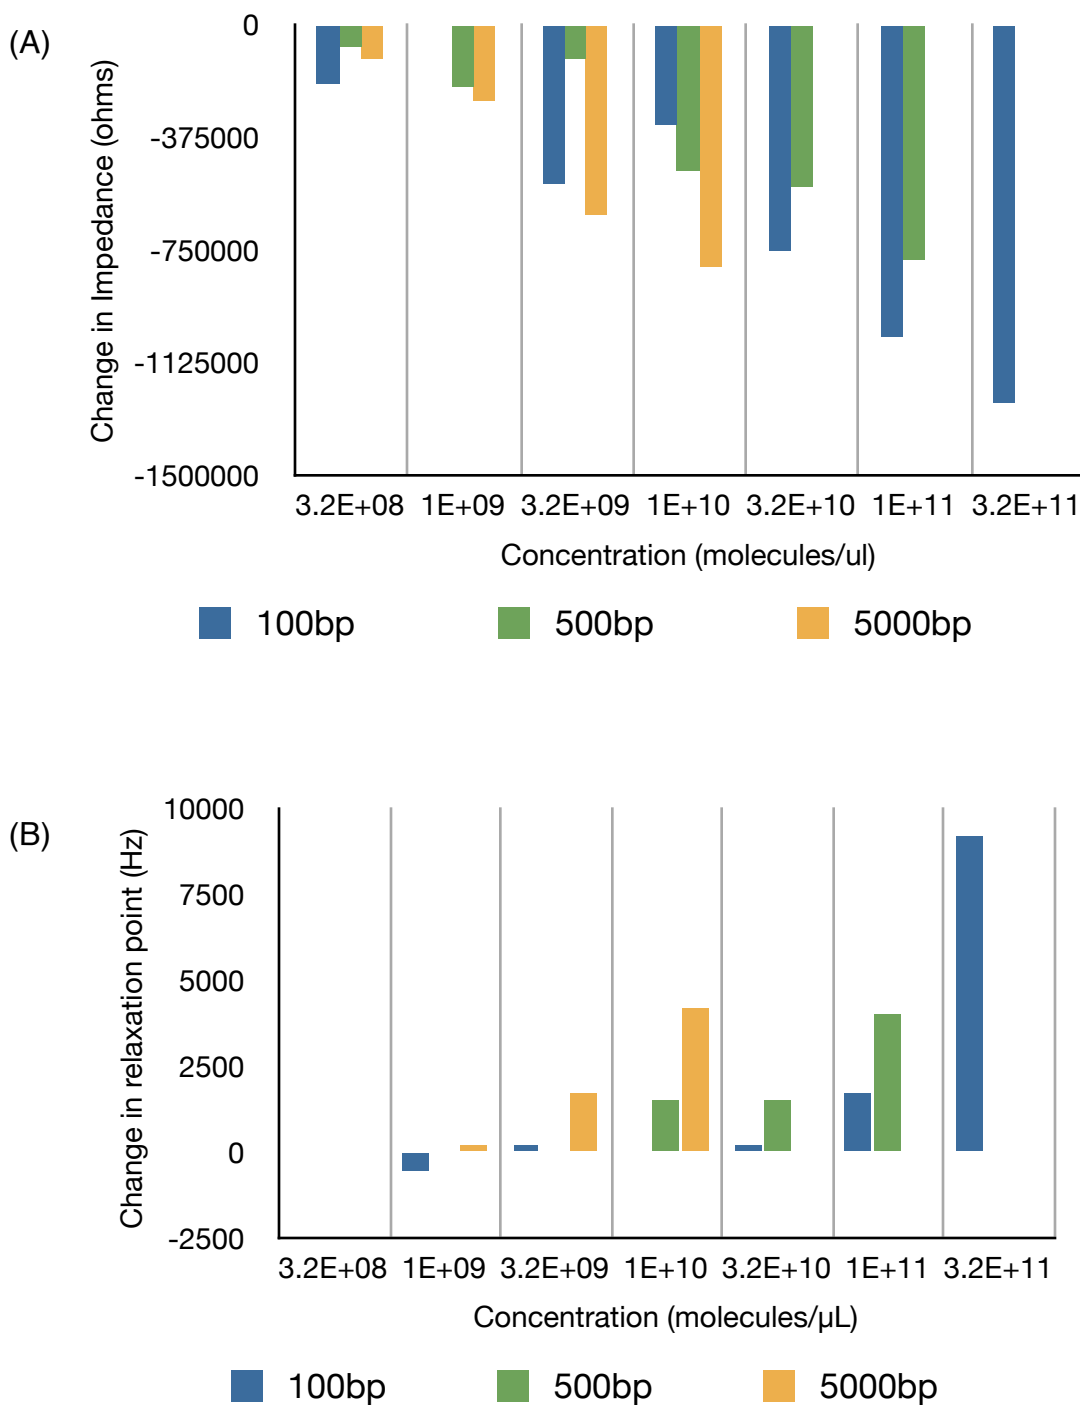 (A)
Change in Impedance (ohms)
0
-375000
-750000
-1125000
-1500000
3.2E+08 1E+09 3.2E+09 1E+10 3.2E+10 1E+11 3.2E+11
Concentration (molecules/ul)
100bp 500bp 5000bp
(B)
Change in relaxation point (Hz)
10000
7500
5000
2500
0
-2500
3.2E+08 1E+09 3.2E+09 1E+10 3.2E+10 1E+11 3.2E+11
Concentration (molecules/µL)
100bp 500bp 5000bp